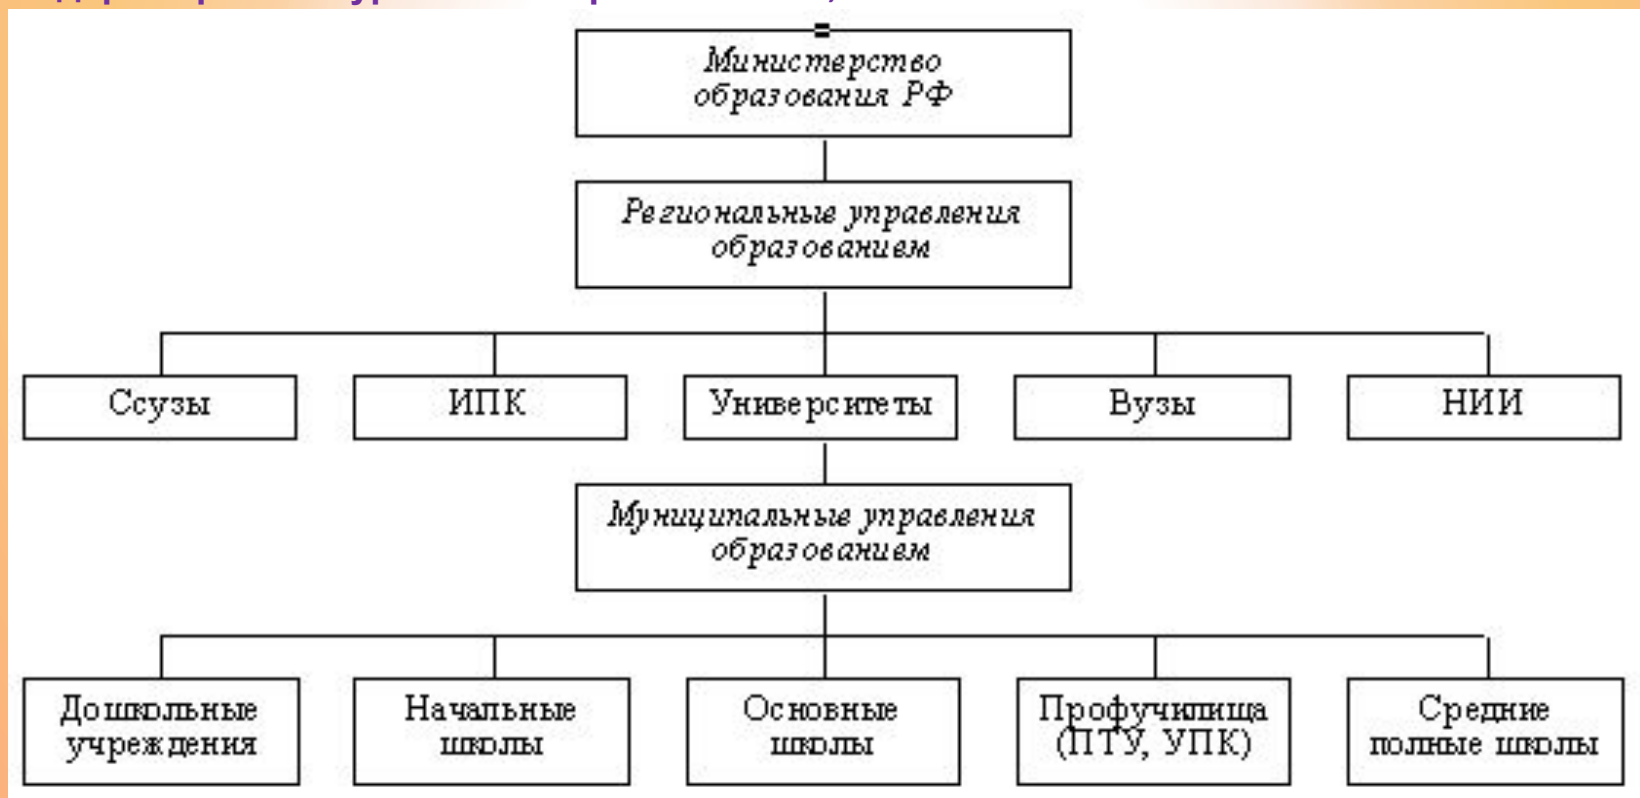 Министерство
образования РФ
Региональные управления
образованием
Ссузы
ИПК
Университеты
Вузы
НИИ
Муниципальные управления
образованием
Дошкольные
учреждения
Начальные
школы
Основные
школы
Профучилища
(ПТУ, УПК)
Средние
полные школы